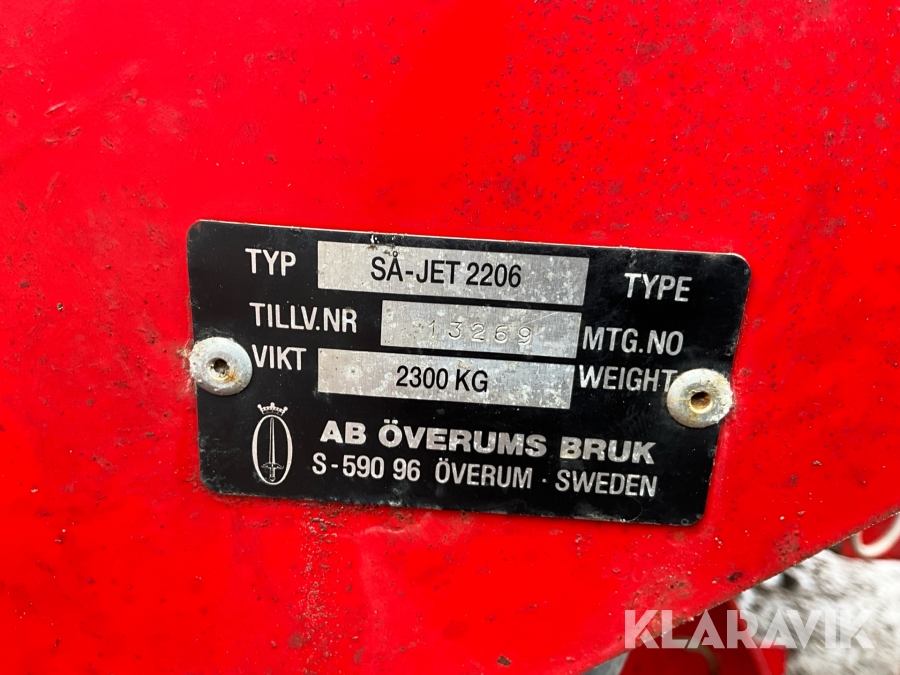 TYP SÅ-JET 2206 TYPE
TILLV.NR 13269 MTG.NO
VIKT 2300 KG WEIGHT
AB ÖVERUMS BRUK
S-590 96 ÖVERUM · SWEDEN
KLARAVIK